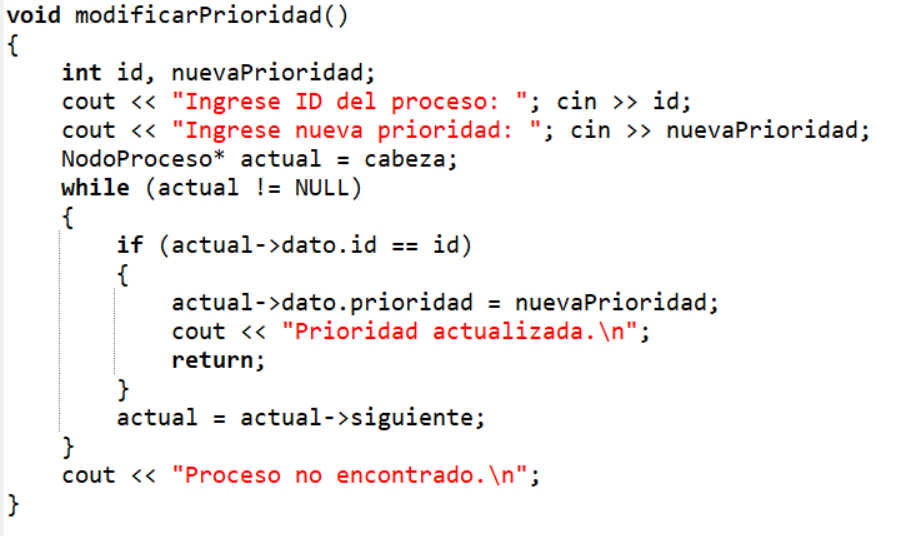 void modificarPrioridad()
{
    int id, nuevaPrioridad;
    cout << "Ingrese ID del proceso: "; cin >> id;
    cout << "Ingrese nueva prioridad: "; cin >> nuevaPrioridad;
    NodoProceso* actual = cabeza;
    while (actual != NULL)
    {
        if (actual->dato.id == id)
        {
            actual->dato.prioridad = nuevaPrioridad;
            cout << "Prioridad actualizada.\n";
            return;
        }
        actual = actual->siguiente;
    }
    cout << "Proceso no encontrado.\n";
}